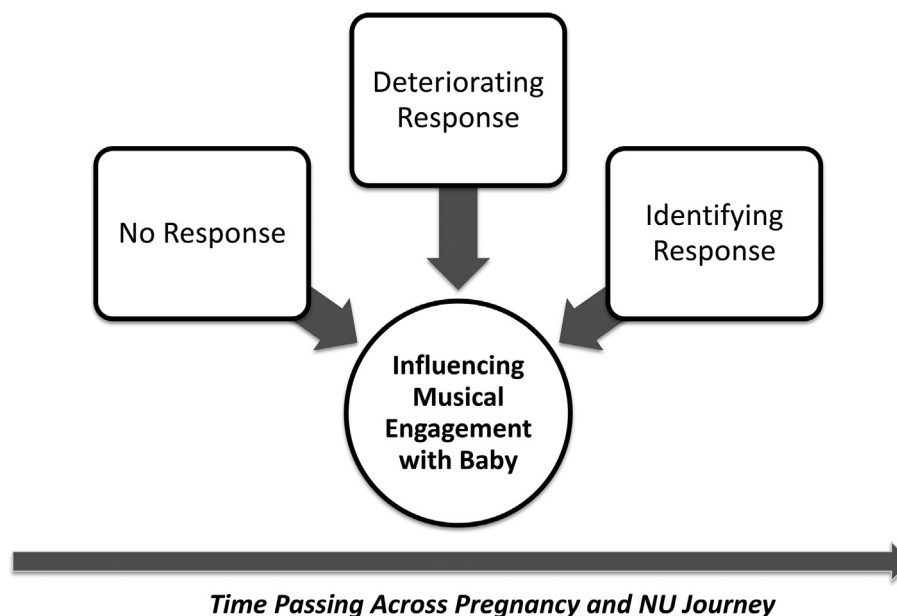 Deteriorating
Response
No Response
Identifying
Response
Influencing
Musical
Engagement
with Baby
Time Passing Across Pregnancy and NU Journey